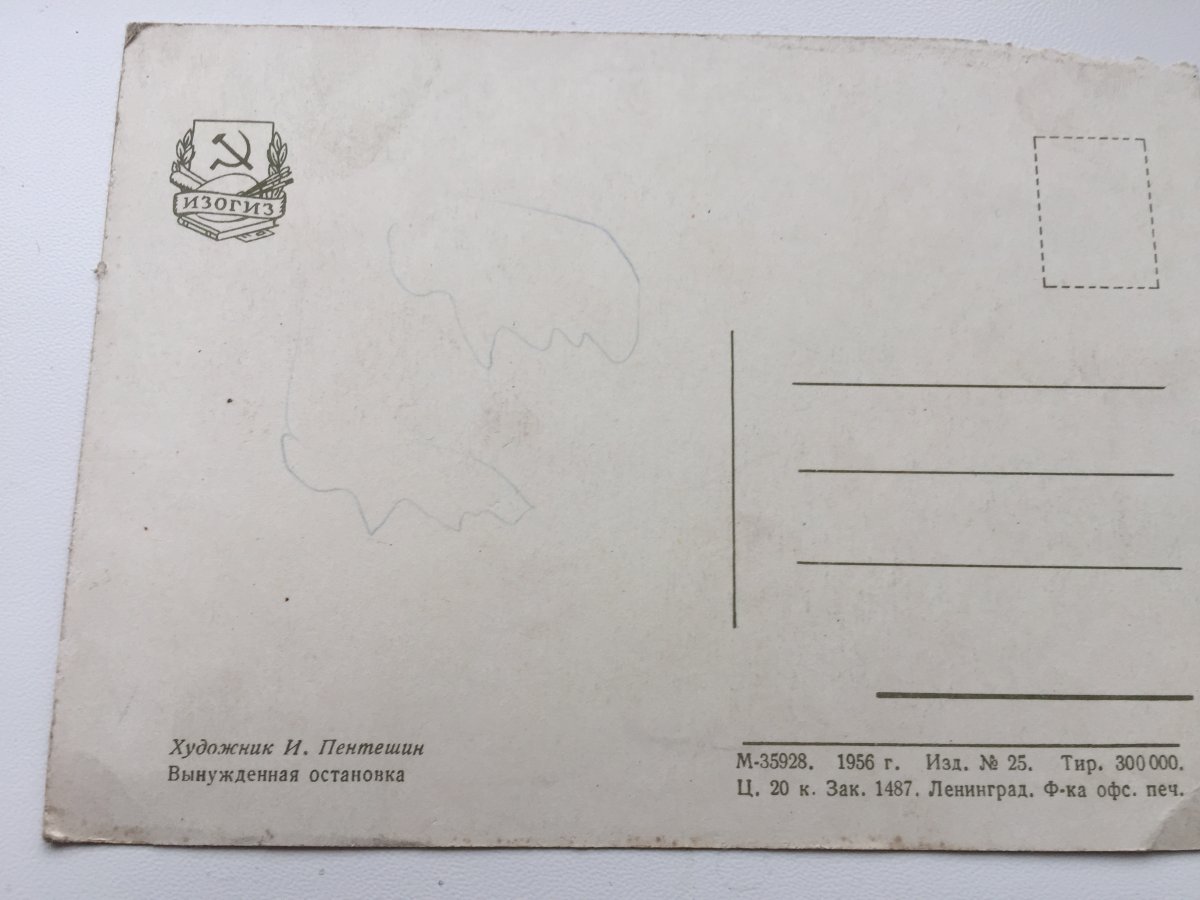 ИЗОГИЗ
Художник И. Пентешин
Вынужденная остановка
М-35928. 1956 г. Изд. № 25. Тир. 300 000.
Ц. 20 к. Зак. 1487. Ленинград. Ф-ка офс. печ.